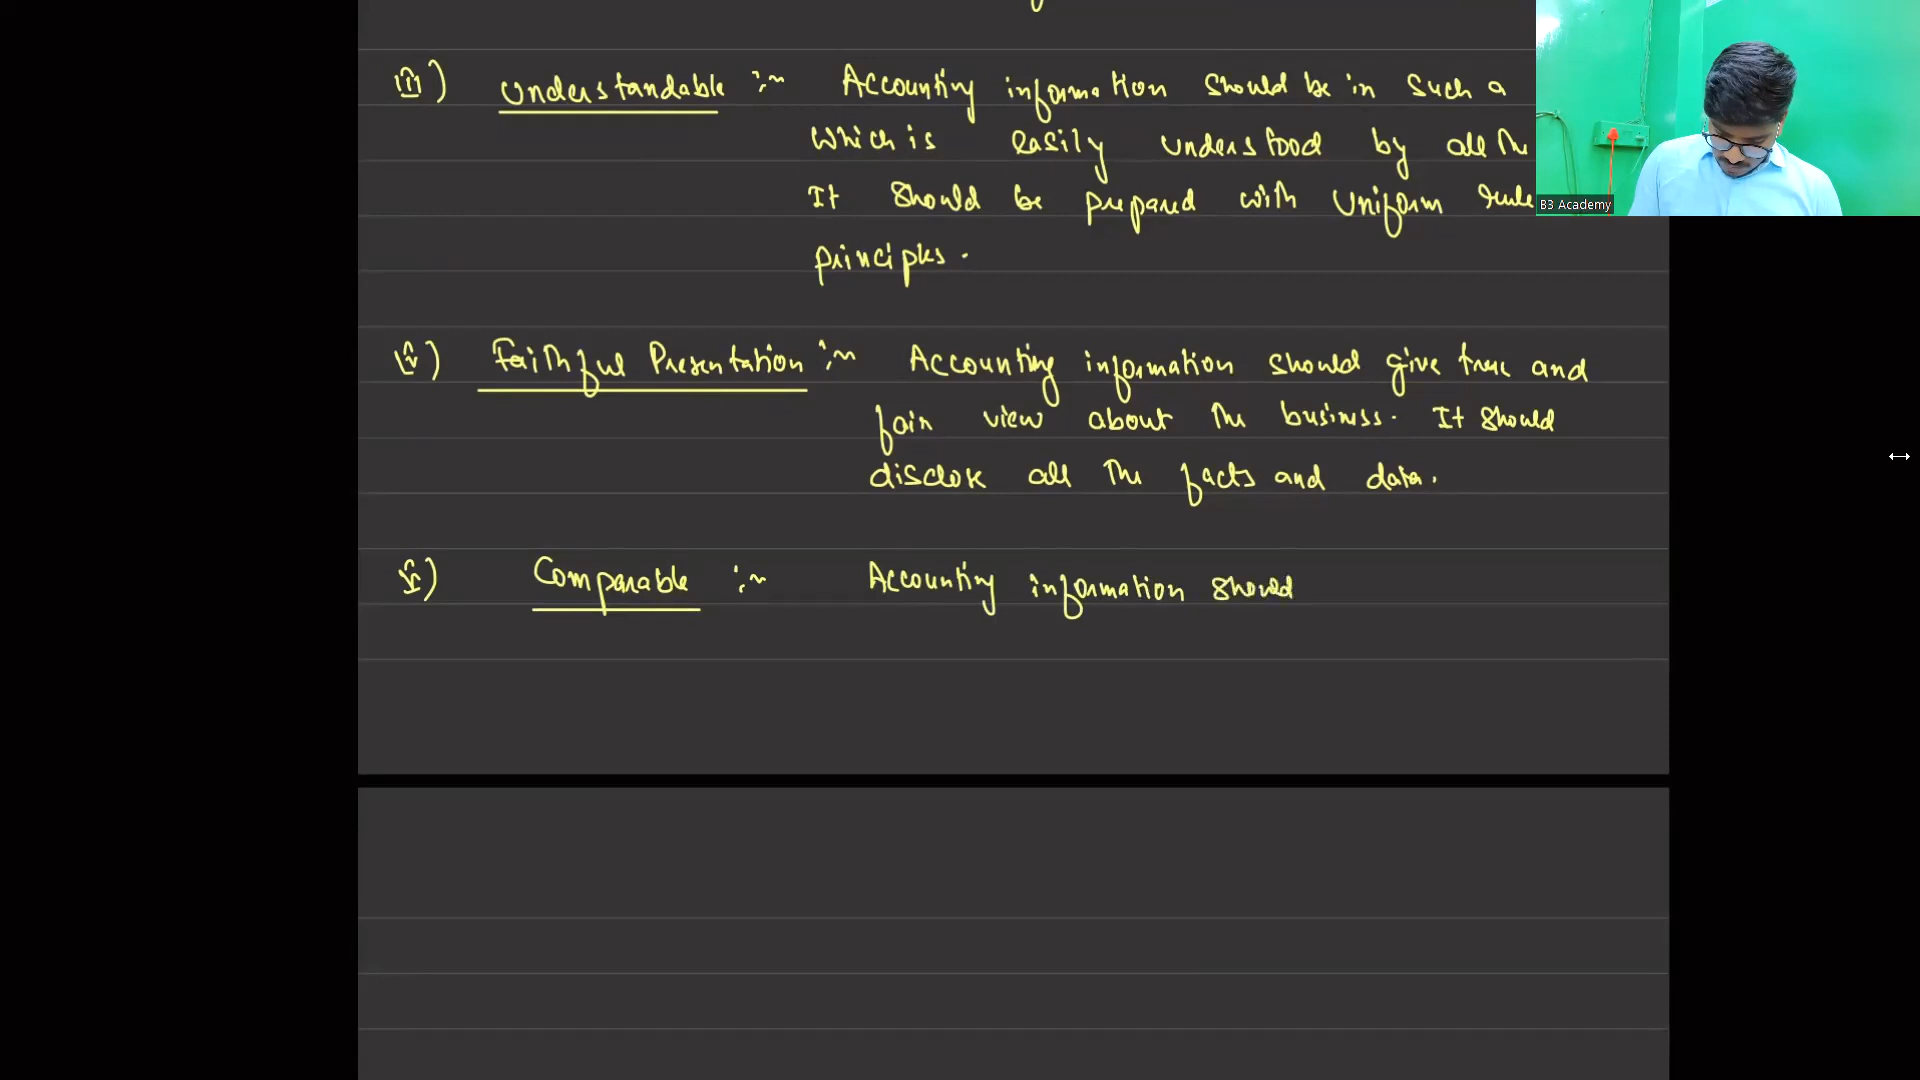 iii) Understandable :~ Accounting information should be in such a
which is easily understood by all the
It should be prepared with uniform rule
principles.
B3 Academy
iv) Faithful Presentation :~ Accounting information should give true and
fair view about the business. It should
disclose all the facts and data.
v) Comparable :~ Accounting information should